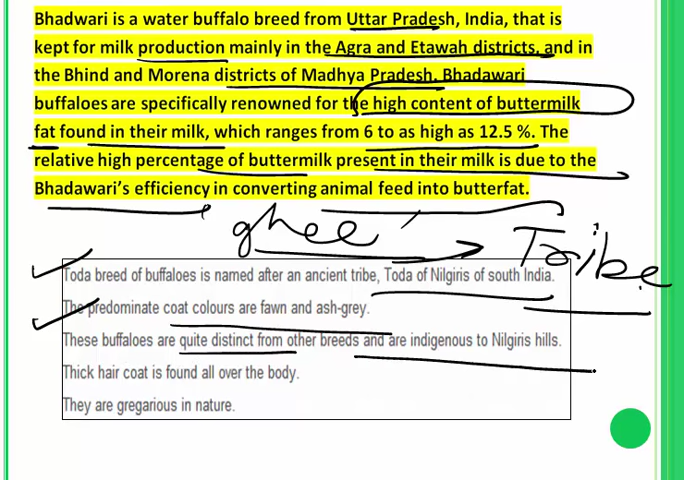 Bhadwari is a water buffalo breed from Uttar Pradesh, India, that is
kept for milk production mainly in the Agra and Etawah districts, and in
the Bhind and Morena districts of Madhya Pradesh. Bhadawari
buffaloes are specifically renowned for the high content of buttermilk
fat found in their milk, which ranges from 6 to as high as 12.5 %. The
relative high percentage of buttermilk present in their milk is due to the
Bhadawari's efficiency in converting animal feed into butterfat.
'ghee' Tribe
Toda breed of buffaloes is named after an ancient tribe, Toda of Nilgiris of south India.
The predominate coat colours are fawn and ash-grey.
These buffaloes are quite distinct from other breeds and are indigenous to Nilgiris hills.
Thick hair coat is found all over the body.
They are gregarious in nature.